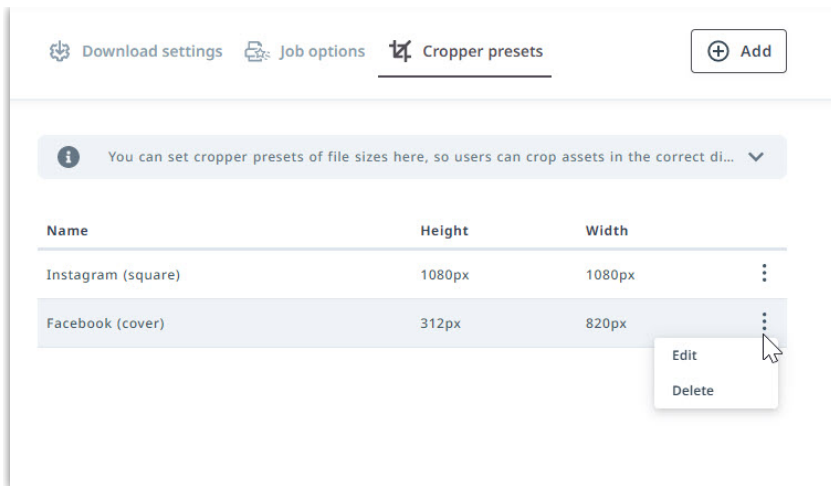 Download settings Job options Cropper presets Add
You can set cropper presets of file sizes here, so users can crop assets in the correct di...
Name Height Width
Instagram (square) 1080px 1080px
Facebook (cover) 312px 820px
Edit
Delete